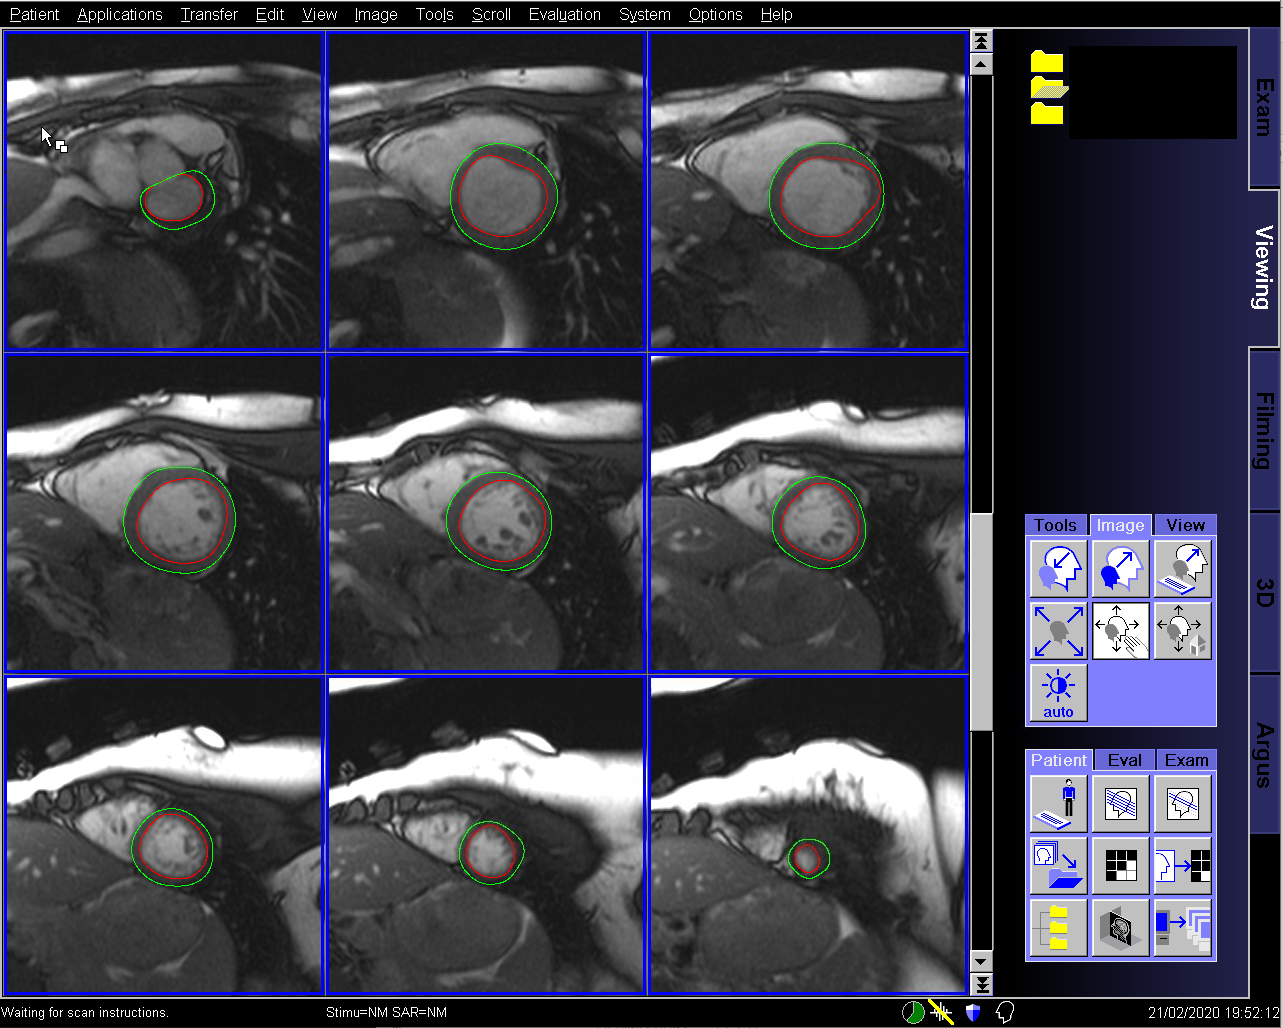 Patient Applications Transfer Edit View Image Tools Scroll Evaluation System Options Help
Exam
Viewing
Filming
3D
Argus
Tools Image View
auto
Patient Eval Exam
Waiting for scan instructions. Stimu=NM SAR=NM 21/02/2020 19:52:12